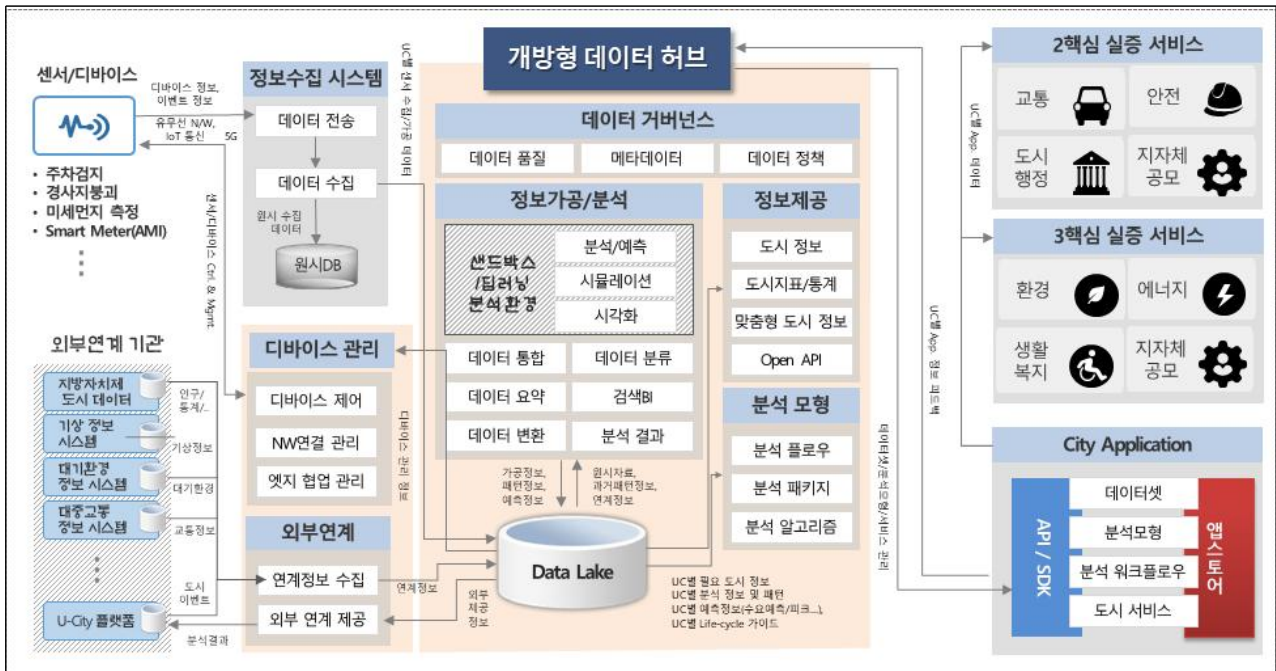 개방형 데이터 허브
센서/디바이스
디바이스 정보,
이벤트 정보
유무선 N/W,
IoT 통신
5G
• 주차검지
• 경사지붕괴
• 미세먼지 측정
• Smart Meter(AMI)
센서/디바이스 Ctrl. & Mgmt.
정보수집 시스템
데이터 전송
데이터 수집
원시 수집
데이터
원시DB
UC별 센서 수집/가공 데이터
외부연계 기관
지방자치제
도시 데이터
기상 정보
시스템
대기환경
정보 시스템
대중교통
정보 시스템
U-City 플랫폼
인구/
통계/..
기상정보
대기환경
교통정보
도시
이벤트
분석결과
디바이스 관리
디바이스 제어
NW연결 관리
엣지 협업 관리
디바이스 관리 정보
외부연계
연계정보 수집
외부 연계 제공
연계정보
외부
제공
정보
데이터 거버넌스
데이터 품질
메타데이터
데이터 정책
정보가공/분석
샌드박스
/딥러닝
분석환경
분석/예측
시뮬레이션
시각화
데이터 통합
데이터 분류
데이터 요약
검색BI
데이터 변환
분석 결과
가공정보,
패턴정보,
예측정보
원시자료,
과거패턴정보,
연계정보
Data Lake
정보제공
도시 정보
도시지표/통계
맞춤형 도시 정보
Open API
분석 모형
분석 플로우
분석 패키지
분석 알고리즘
UC별 필요 도시 정보
UC별 분석 정보 및 패턴
UC별 예측정보(수요예측/피크...),
UC별 Life-cycle 가이드
데이터셋/분석모형/서비스 관리
UC별 App. 정보 피드백
UC별 App. 데이터
2핵심 실증 서비스
교통
안전
도시
행정
지자체
공모
3핵심 실증 서비스
환경
에너지
생활
복지
지자체
공모
City Application
API / SDK
데이터셋
분석모형
분석 워크플로우
도시 서비스
앱스토어